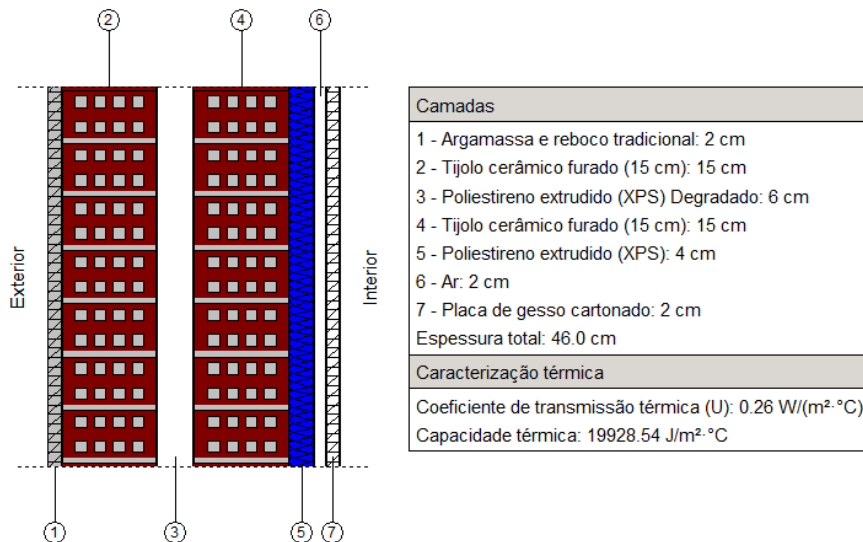 2
4
6
Exterior
Interior
1
3
5
7
Camadas
1 - Argamassa e reboco tradicional: 2 cm
2 - Tijolo cerâmico furado (15 cm): 15 cm
3 - Poliestireno extrudido (XPS) Degradado: 6 cm
4 - Tijolo cerâmico furado (15 cm): 15 cm
5 - Poliestireno extrudido (XPS): 4 cm
6 - Ar: 2 cm
7 - Placa de gesso cartonado: 2 cm
Espessura total: 46.0 cm
Caracterização térmica
Coeficiente de transmissão térmica (U): 0.26 W/(m²·°C)
Capacidade térmica: 19928.54 J/m²·°C